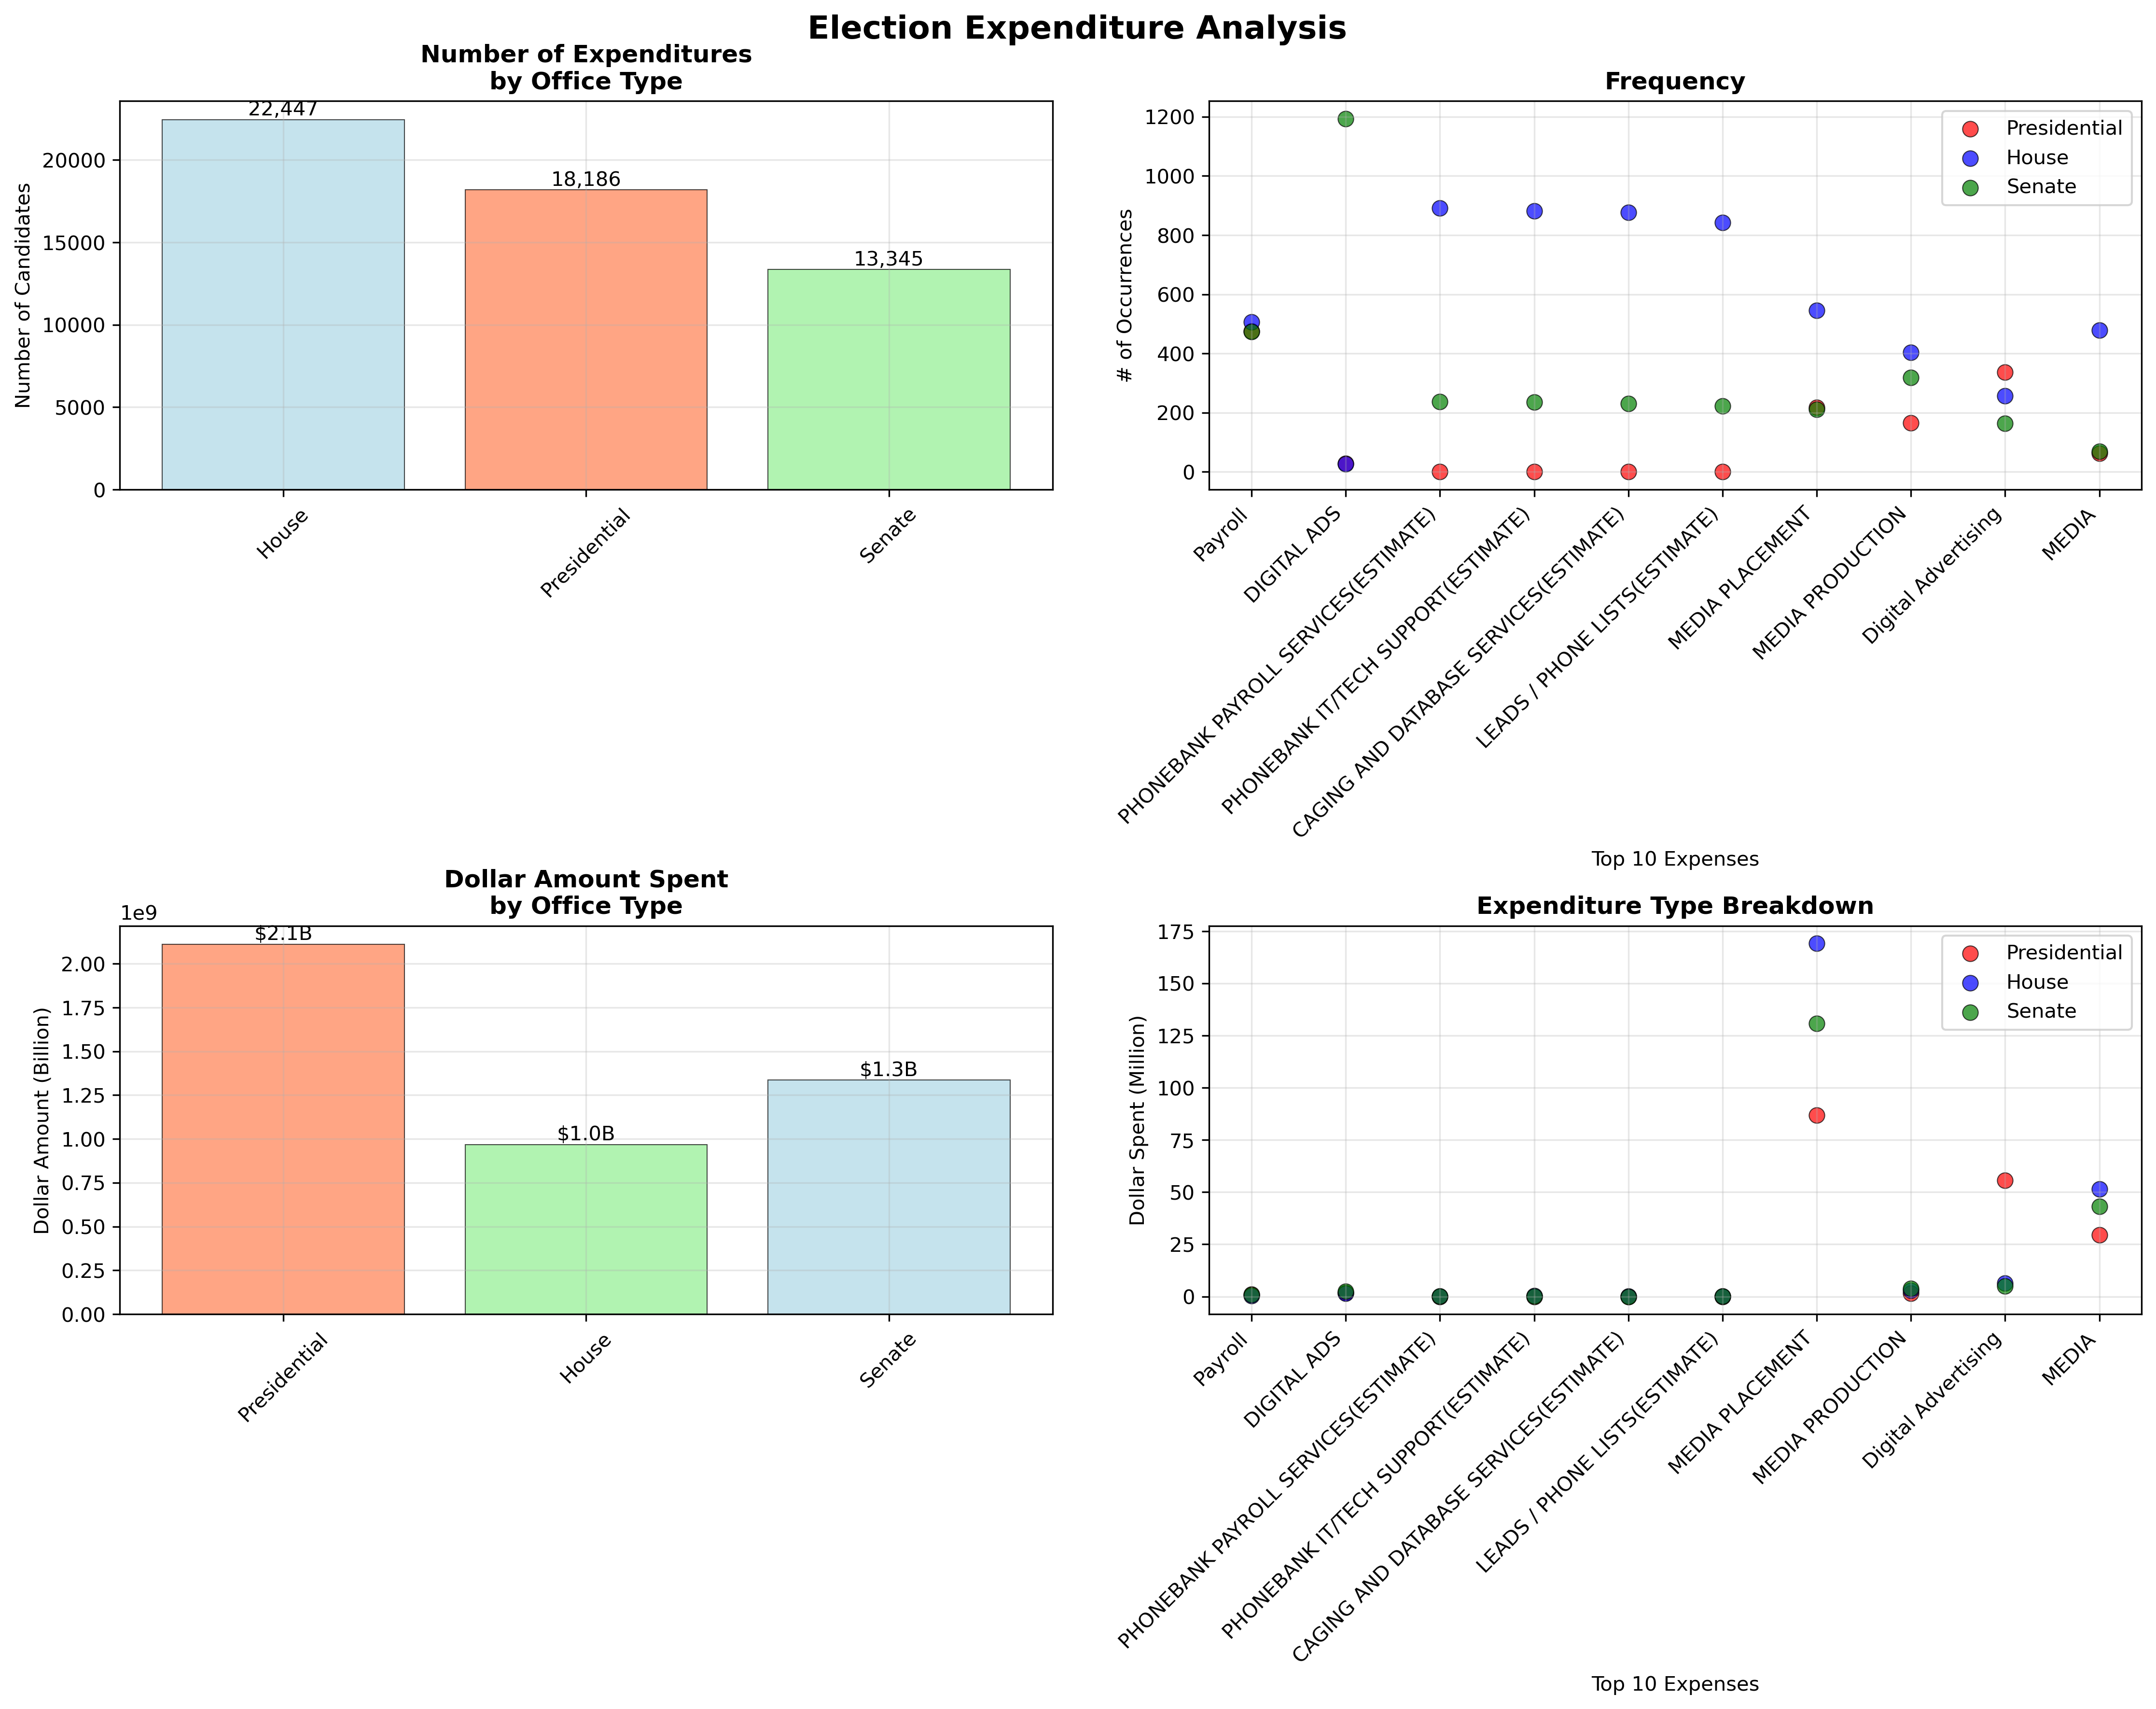 Election Expenditure Analysis
Number of Expenditures
by Office Type
22,447
18,186
13,345
Number of Candidates
20000
15000
10000
5000
0
House
Presidential
Senate
Frequency
Presidential
House
Senate
# of Occurrences
1200
1000
800
600
400
200
0
Payroll
DIGITAL ADS
PHONEBANK PAYROLL SERVICES(ESTIMATE)
PHONEBANK IT/TECH SUPPORT(ESTIMATE)
CAGING AND DATABASE SERVICES(ESTIMATE)
LEADS / PHONE LISTS(ESTIMATE)
MEDIA PLACEMENT
MEDIA PRODUCTION
Digital Advertising
MEDIA
Top 10 Expenses
Dollar Amount Spent
by Office Type
1e9
$2.1B
$1.0B
$1.3B
Dollar Amount (Billion)
2.00
1.75
1.50
1.25
1.00
0.75
0.50
0.25
0.00
Presidential
House
Senate
Expenditure Type Breakdown
Presidential
House
Senate
Dollar Spent (Million)
175
150
125
100
75
50
25
0
Payroll
DIGITAL ADS
PHONEBANK PAYROLL SERVICES(ESTIMATE)
PHONEBANK IT/TECH SUPPORT(ESTIMATE)
CAGING AND DATABASE SERVICES(ESTIMATE)
LEADS / PHONE LISTS(ESTIMATE)
MEDIA PLACEMENT
MEDIA PRODUCTION
Digital Advertising
MEDIA
Top 10 Expenses